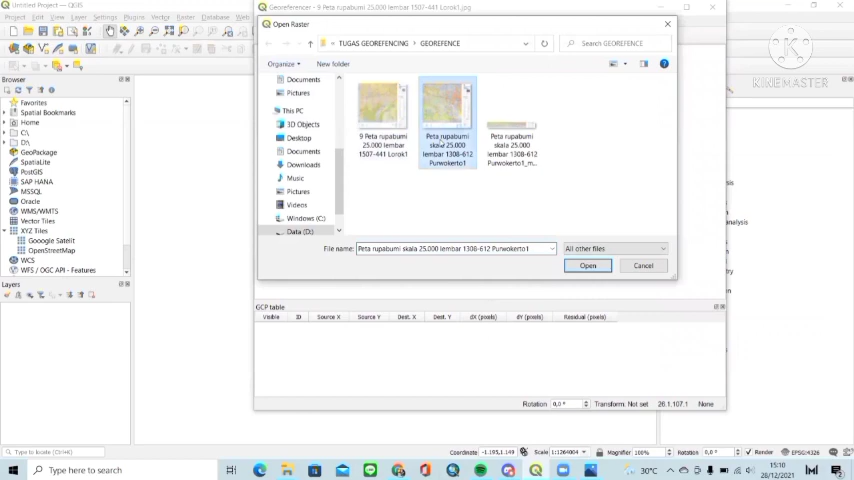 Untitled Project — QGIS
Project Edit View Layer Settings Plugins Vector Raster Database Web
Georeferencer - 9 Peta rupabumi 25.000 lembar 1507-441 Lorok1.jpg
Open Raster
« TUGAS GEOREFENCING › GEOREFENCE
Search GEOREFENCE
KINEMASTER
Organize
New folder
Browser
Favorites
Spatial Bookmarks
Home
C:\
D:\
GeoPackage
SpatiaLite
PostGIS
SAP HANA
MSSQL
Oracle
WMS/WMTS
Vector Tiles
XYZ Tiles
Gooogle Satelit
OpenStreetMap
WCS
WFS / OGC API - Features
Documents
Pictures
This PC
3D Objects
Desktop
Documents
Downloads
Music
Pictures
Videos
Windows (C:)
Data (D:)
9 Peta rupabumi
25.000 lembar
1507-441 Lorok1
Peta rupabumi
skala 25.000
lembar 1308-612
Purwokerto1
Peta rupabumi
skala 25.000
lembar 1308-612
Purwokerto1_m...
nalysis
File name:
Peta rupabumi skala 25.000 lembar 1308-612 Purwokerto1
All other files
Open
Cancel
Layers
GCP table
Visible ID Source X Source Y Dest. X Dest. Y dX (pixels) dY (pixels) Residual (pixels)
Rotation 0,0 ° Transform: Not set 26.1,107.1 None
Type to locate (Ctrl+K)
Coordinate -1.195,1.149 Scale 1:1264004 Magnifier 100% Rotation 0,0 ° Render EPSG:4326
Type here to search
30°C
15:10
28/12/2021